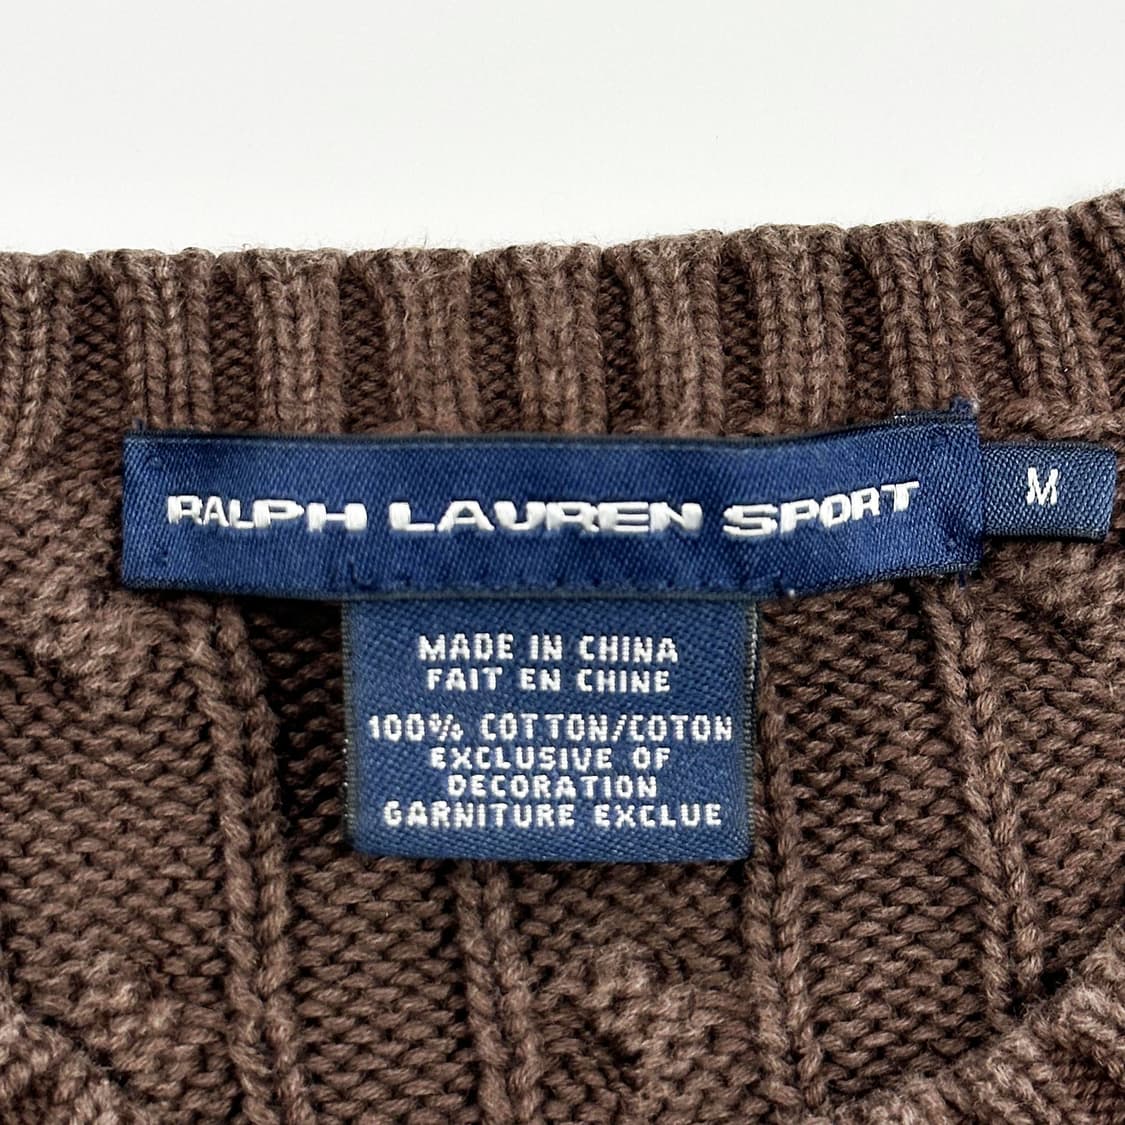 RALPH LAUREN SPORT
M
MADE IN CHINA
FAIT EN CHINE
100% COTTON/COTON
EXCLUSIVE OF
DECORATION
GARNITURE EXCLUE